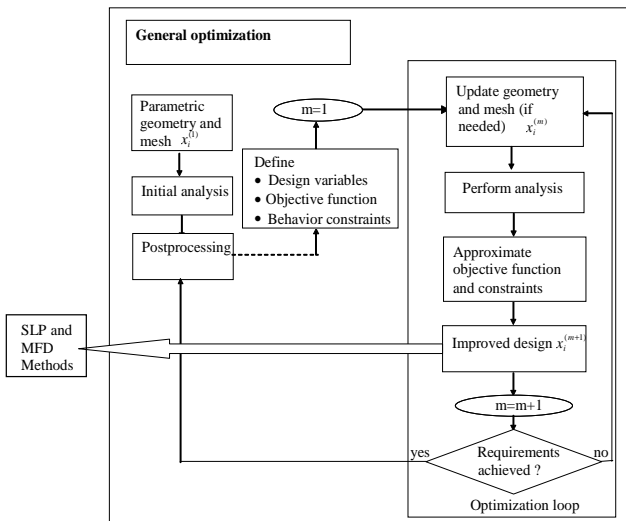 General optimization
Parametric
geometry and
mesh x_i^(1)
Initial analysis
Postprocessing
m=1
Define
• Design variables
• Objective function
• Behavior constraints
Update geometry
and mesh (if
needed) x_i^(m)
Perform analysis
Approximate
objective function
and constraints
Improved design x_i^(m+1)
SLP and
MFD
Methods
m=m+1
yes
Requirements
achieved ?
no
Optimization loop